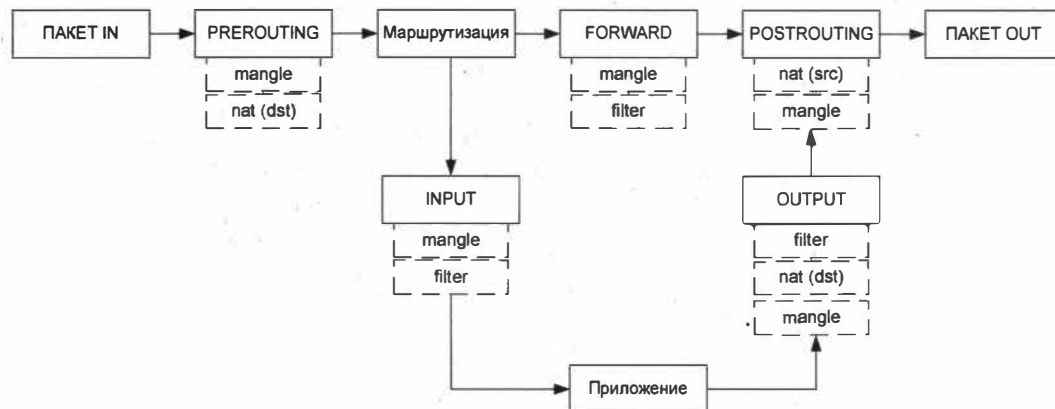 ПАКЕТ IN
PREROUTING
Маршрутизация
FORWARD
POSTROUTING
ПАКЕТ OUT
mangle
nat (dst)
mangle
filter
nat (src)
mangle
INPUT
mangle
filter
OUTPUT
filter
nat (dst)
mangle
Приложение